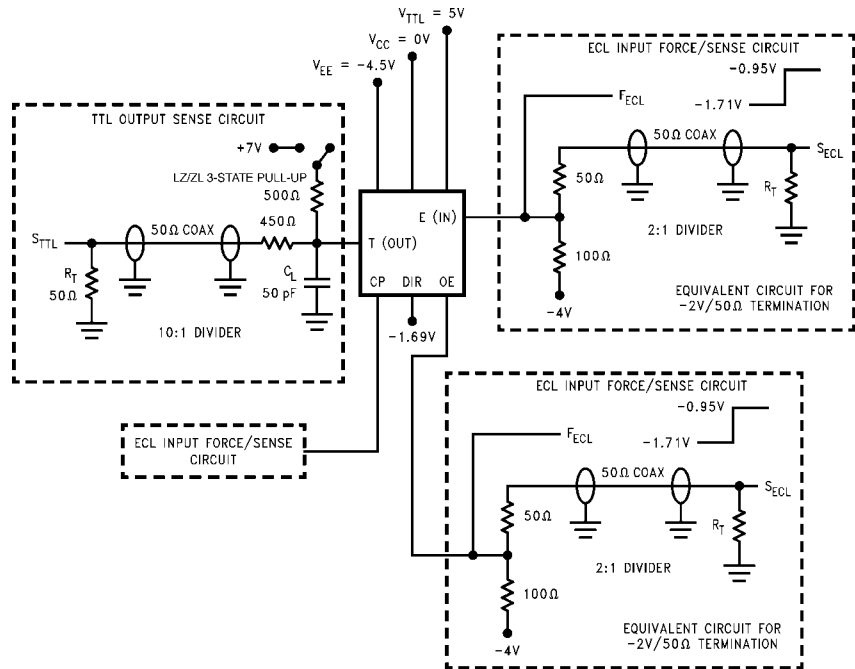 V_TTL = 5V
V_CC = 0V
V_EE = -4.5V
TTL OUTPUT SENSE CIRCUIT
+7V
LZ/ZL 3-STATE PULL-UP
500Ω
450Ω
50Ω COAX
S_TTL
R_T
50Ω
C_L
50 pF
10:1 DIVIDER
E (IN)
T (OUT)
CP DIR OE
-1.69V
ECL INPUT FORCE/SENSE
CIRCUIT
ECL INPUT FORCE/SENSE CIRCUIT
-0.95V
F_ECL
-1.71V
50Ω COAX
S_ECL
50Ω
R_T
2:1 DIVIDER
100Ω
-4V
EQUIVALENT CIRCUIT FOR
-2V/50Ω TERMINATION
ECL INPUT FORCE/SENSE CIRCUIT
-0.95V
F_ECL
-1.71V
50Ω COAX
S_ECL
50Ω
R_T
2:1 DIVIDER
100Ω
-4V
EQUIVALENT CIRCUIT FOR
-2V/50Ω TERMINATION